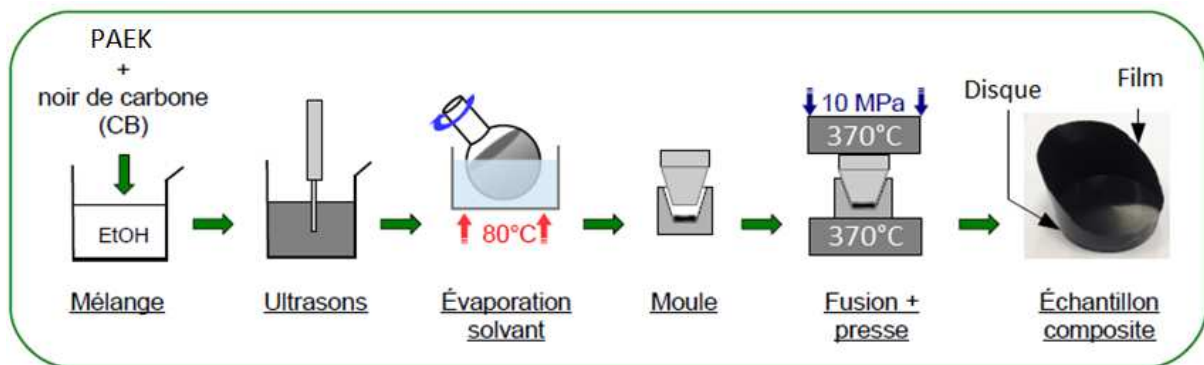 PAEK
+
noir de carbone
(CB)
EtOH
Mélange
Ultrasons
80°C
Évaporation
solvant
Moule
10 MPa
370°C
370°C
Fusion +
presse
Disque
Film
Échantillon
composite